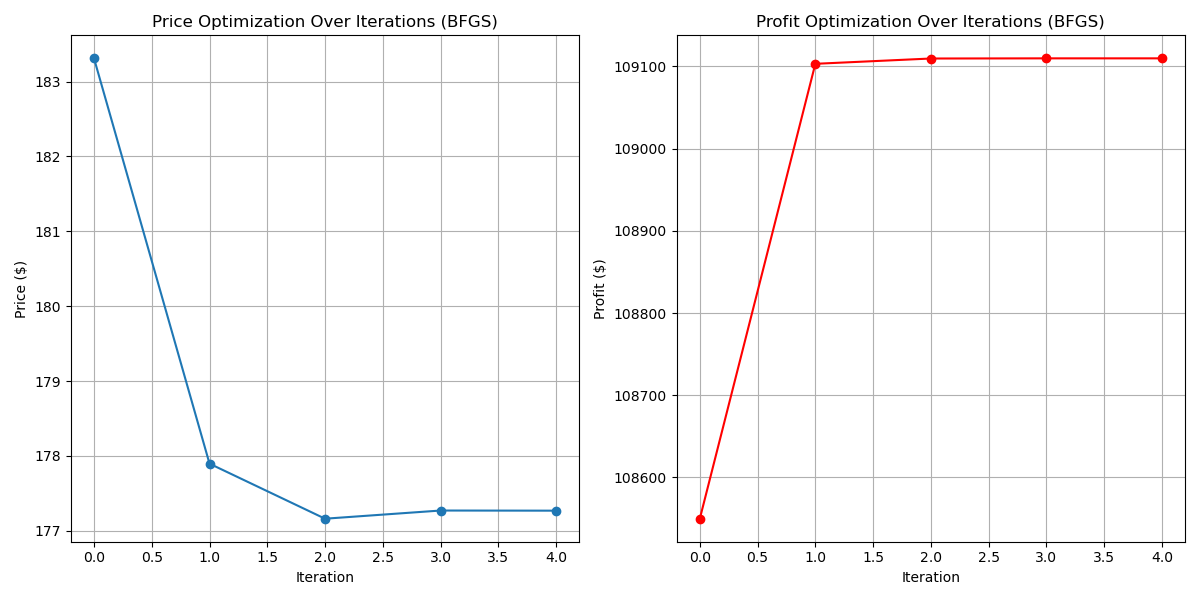 Price Optimization Over Iterations (BFGS)
Price ($)
183
182
181
180
179
178
177
0.0 0.5 1.0 1.5 2.0 2.5 3.0 3.5 4.0
Iteration
Profit Optimization Over Iterations (BFGS)
Profit ($)
109100
109000
108900
108800
108700
108600
0.0 0.5 1.0 1.5 2.0 2.5 3.0 3.5 4.0
Iteration